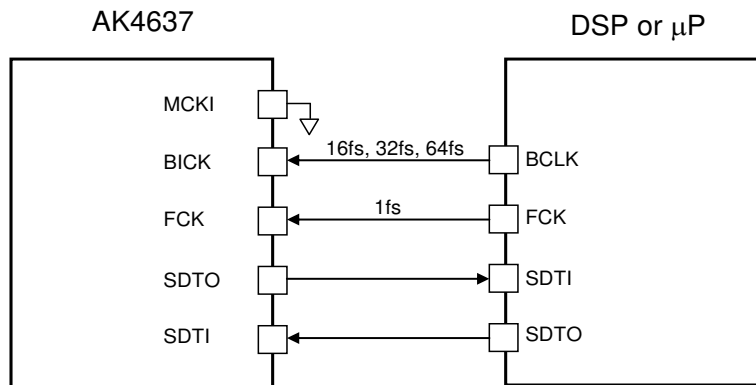 AK4637
DSP or μP
MCKI
BICK
16fs, 32fs, 64fs
BCLK
FCK
1fs
FCK
SDTO
SDTI
SDTI
SDTO